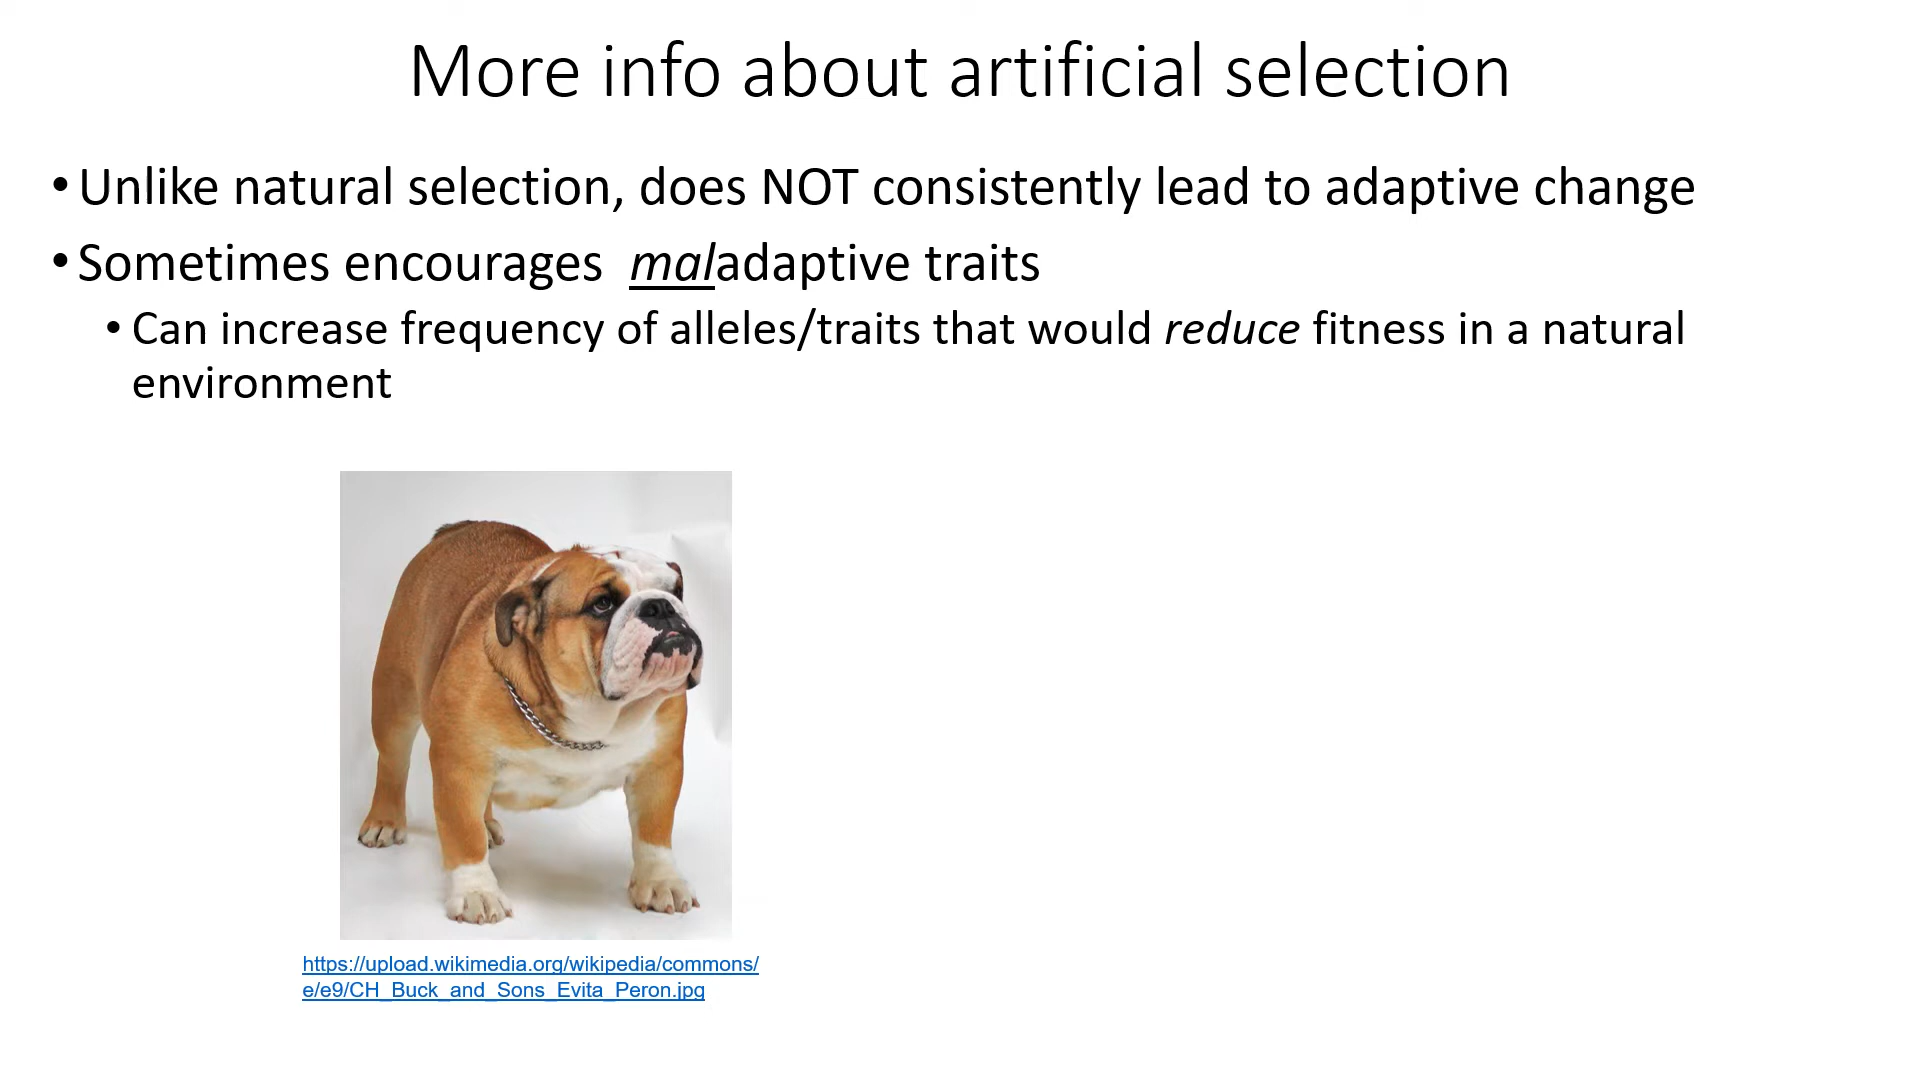 More info about artificial selection
• Unlike natural selection, does NOT consistently lead to adaptive change
• Sometimes encourages maladaptive traits
• Can increase frequency of alleles/traits that would reduce fitness in a natural
environment
https://upload.wikimedia.org/wikipedia/commons/
e/e9/CH_Buck_and_Sons_Evita_Peron.jpg